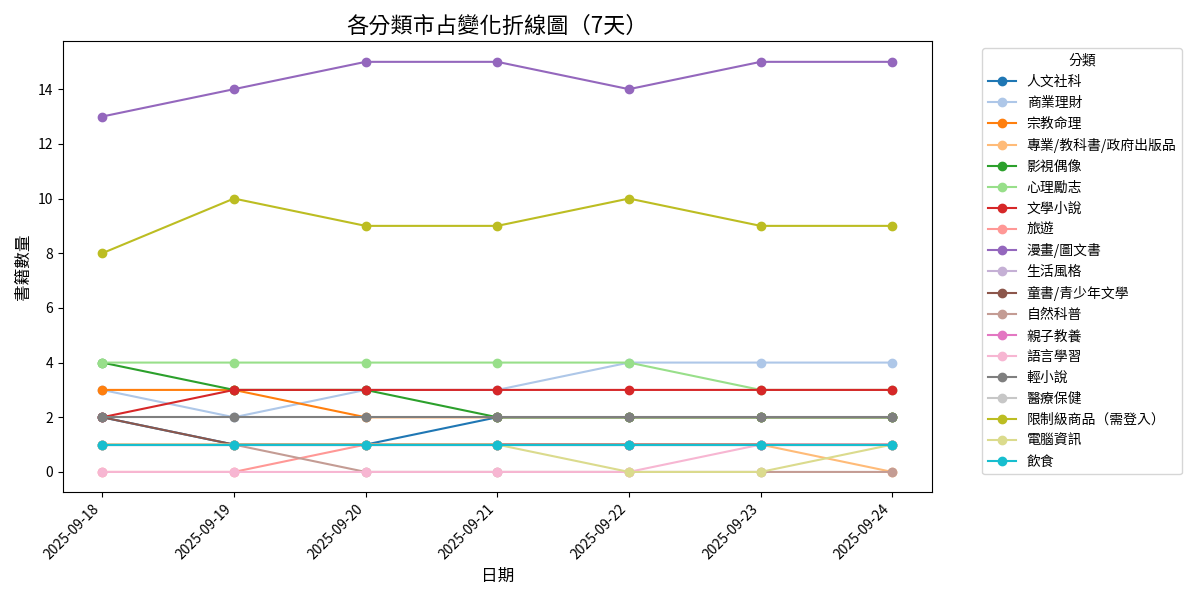 各分類市占變化折線圖（7天）
書籍數量
14
12
10
8
6
4
2
0
2025-09-18
2025-09-19
2025-09-20
2025-09-21
2025-09-22
2025-09-23
2025-09-24
日期
分類
人文社科
商業理財
宗教命理
專業/教科書/政府出版品
影視偶像
心理勵志
文學小說
旅遊
漫畫/圖文書
生活風格
童書/青少年文學
自然科普
親子教養
語言學習
輕小說
醫療保健
限制級商品（需登入）
電腦資訊
飲食